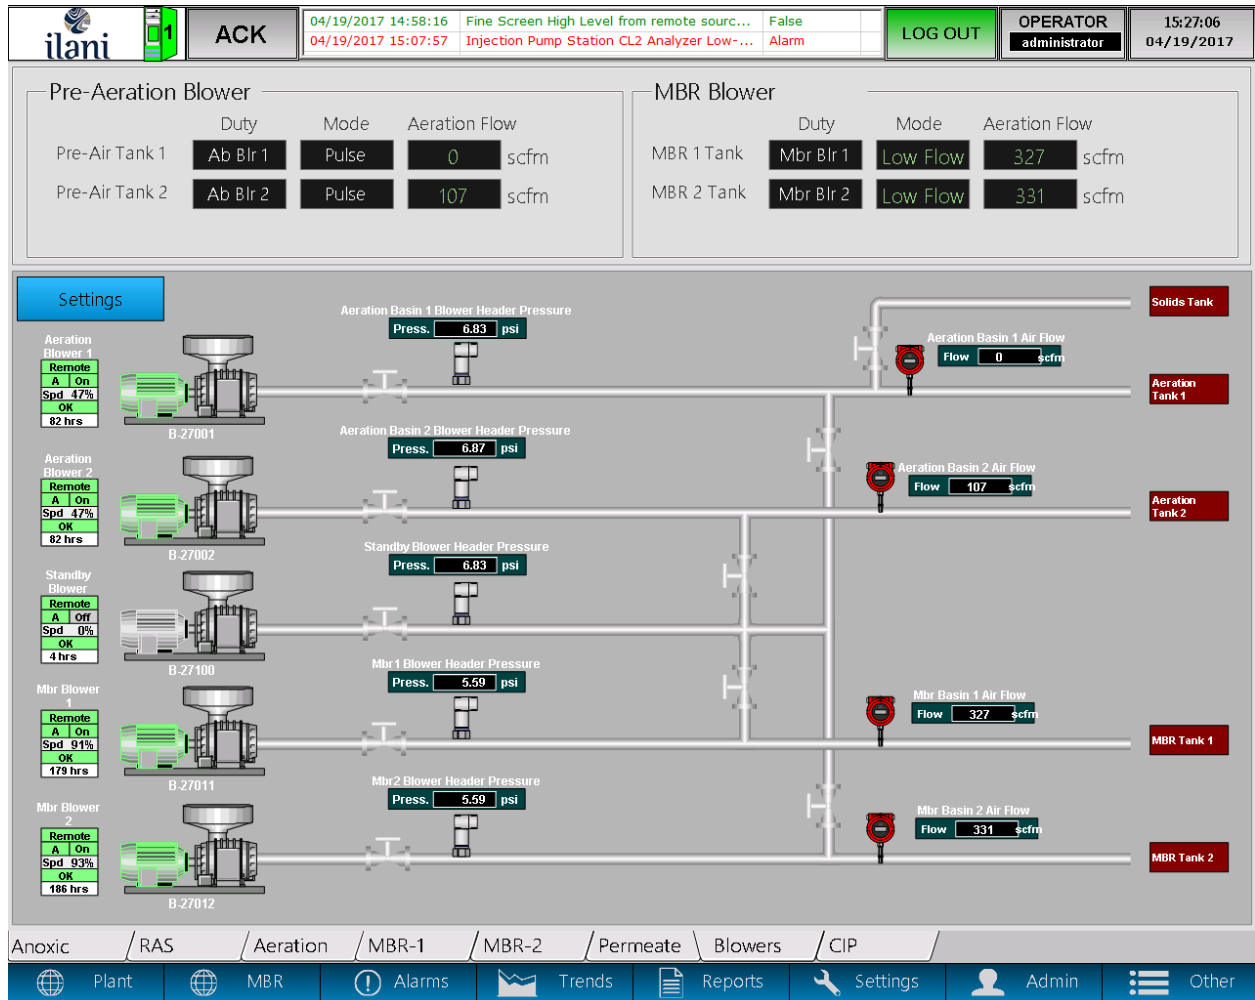 ilani
1
ACK
04/19/2017 14:58:16 Fine Screen High Level from remote sourc... False
04/19/2017 15:07:57 Injection Pump Station CL2 Analyzer Low-... Alarm
LOG OUT
OPERATOR
administrator
15:27:06
04/19/2017
Pre-Aeration Blower
Duty Mode Aeration Flow
Pre-Air Tank 1 Ab Blr 1 Pulse 0 scfm
Pre-Air Tank 2 Ab Blr 2 Pulse 107 scfm
MBR Blower
Duty Mode Aeration Flow
MBR 1 Tank Mbr Blr 1 Low Flow 327 scfm
MBR 2 Tank Mbr Blr 2 Low Flow 331 scfm
Settings
Aeration
Blower 1
Remote
A On
Spd 47%
OK
82 hrs
B-27001
Aeration Basin 1 Blower Header Pressure
Press. 6.83 psi
Solids Tank
Aeration Basin 1 Air Flow
Flow 0 scfm
Aeration
Tank 1
Aeration
Blower 2
Remote
A On
Spd 47%
OK
82 hrs
B-27002
Aeration Basin 2 Blower Header Pressure
Press. 6.87 psi
Aeration Basin 2 Air Flow
Flow 107 scfm
Aeration
Tank 2
Standby
Blower
Remote
A Off
Spd 0%
OK
4 hrs
B-27100
Standby Blower Header Pressure
Press. 6.83 psi
Mbr Blower
1
Remote
A On
Spd 91%
OK
179 hrs
B-27011
Mbr1 Blower Header Pressure
Press. 5.59 psi
Mbr Basin 1 Air Flow
Flow 327 scfm
MBR Tank 1
Mbr Blower
2
Remote
A On
Spd 93%
OK
186 hrs
B-27012
Mbr2 Blower Header Pressure
Press. 5.59 psi
Mbr Basin 2 Air Flow
Flow 331 scfm
MBR Tank 2
Anoxic RAS Aeration MBR-1 MBR-2 Permeate Blowers CIP
Plant MBR Alarms Trends Reports Settings Admin Other